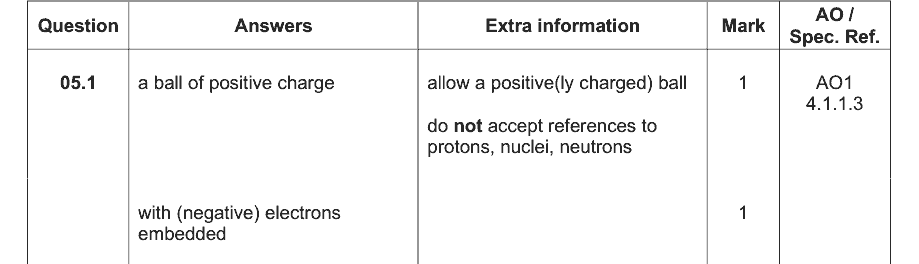 Question Answers Extra information Mark AO /
Spec. Ref.
05.1 a ball of positive charge allow a positive(ly charged) ball 1 AO1
4.1.1.3
do not accept references to
protons, nuclei, neutrons
with (negative) electrons 1
embedded